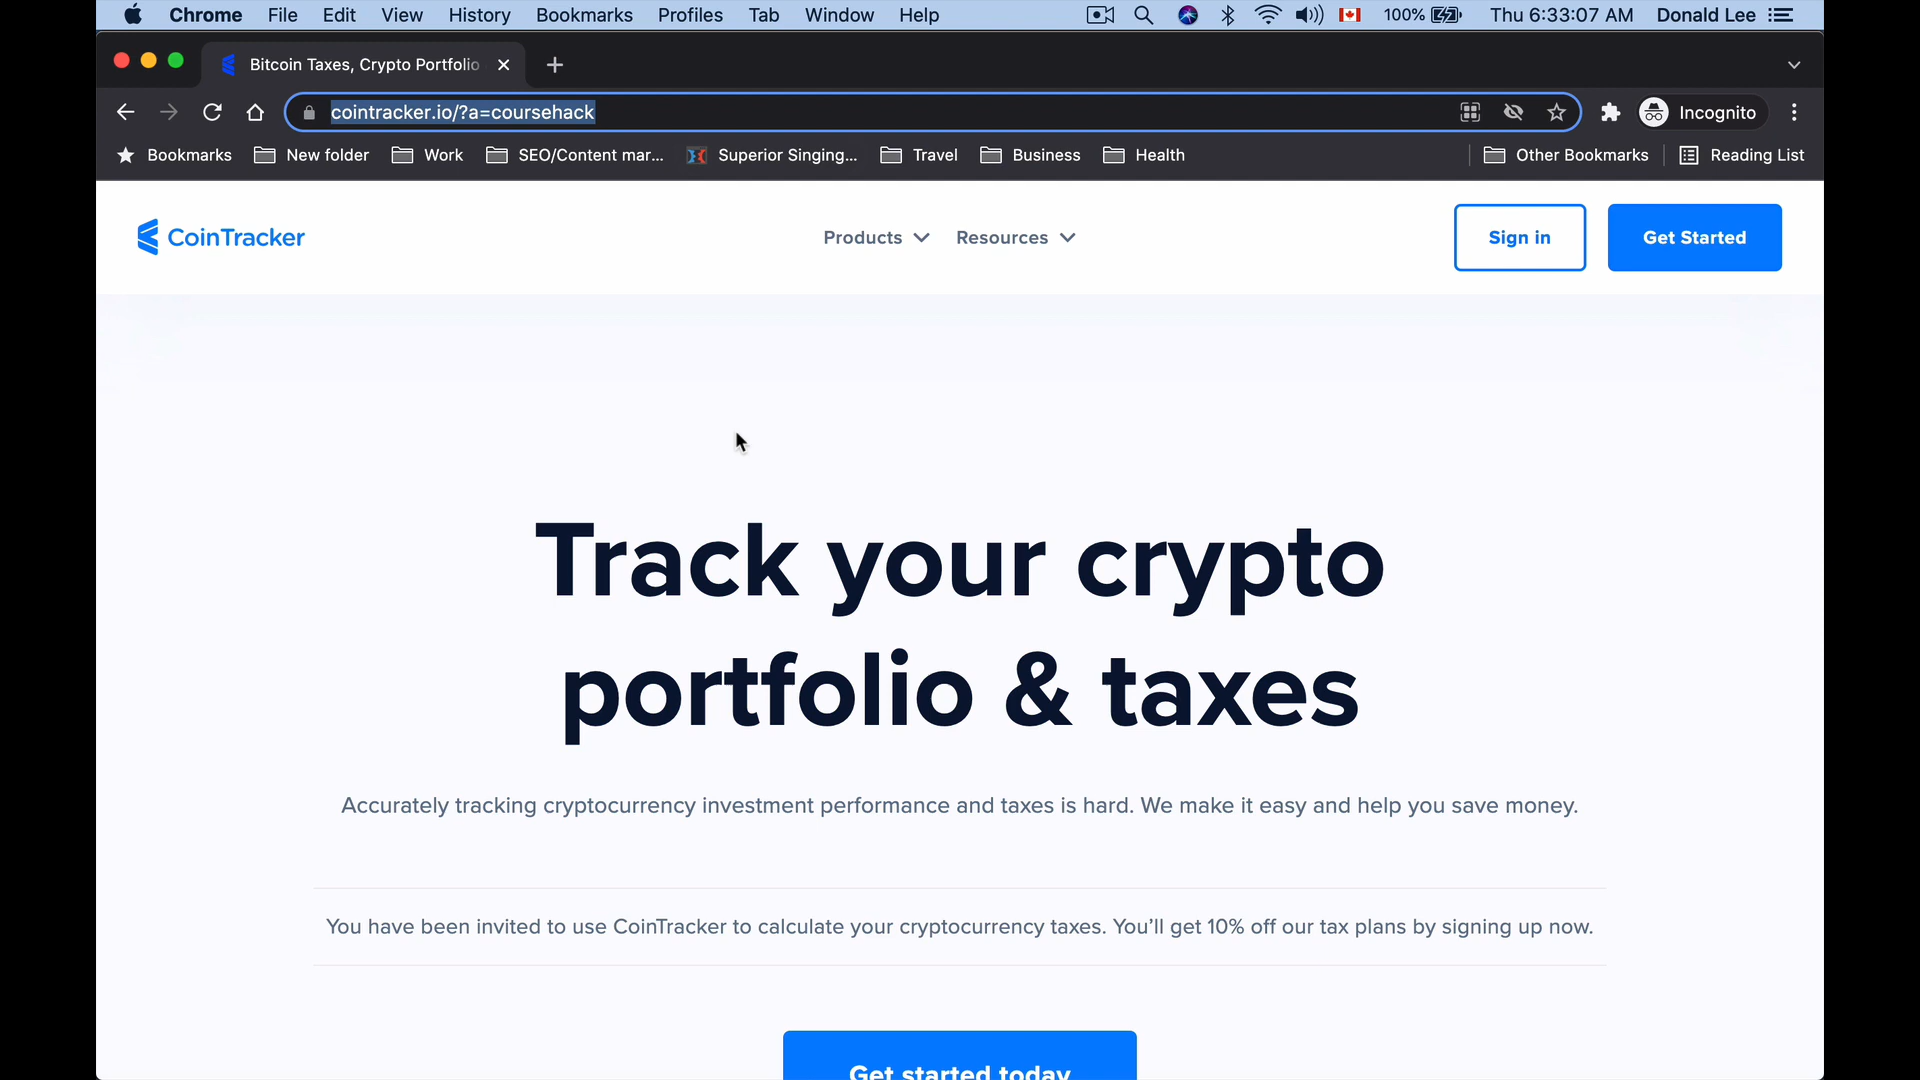 Chrome File Edit View History Bookmarks Profiles Tab Window Help 100% Thu 6:33:07 AM Donald Lee
Bitcoin Taxes, Crypto Portfolio
cointracker.io/?a=coursehack Incognito
Bookmarks New folder Work SEO/Content mar... Superior Singing... Travel Business Health Other Bookmarks Reading List
CoinTracker Products Resources Sign in Get Started
Track your crypto
portfolio & taxes
Accurately tracking cryptocurrency investment performance and taxes is hard. We make it easy and help you save money.
You have been invited to use CoinTracker to calculate your cryptocurrency taxes. You’ll get 10% off our tax plans by signing up now.
Get started today